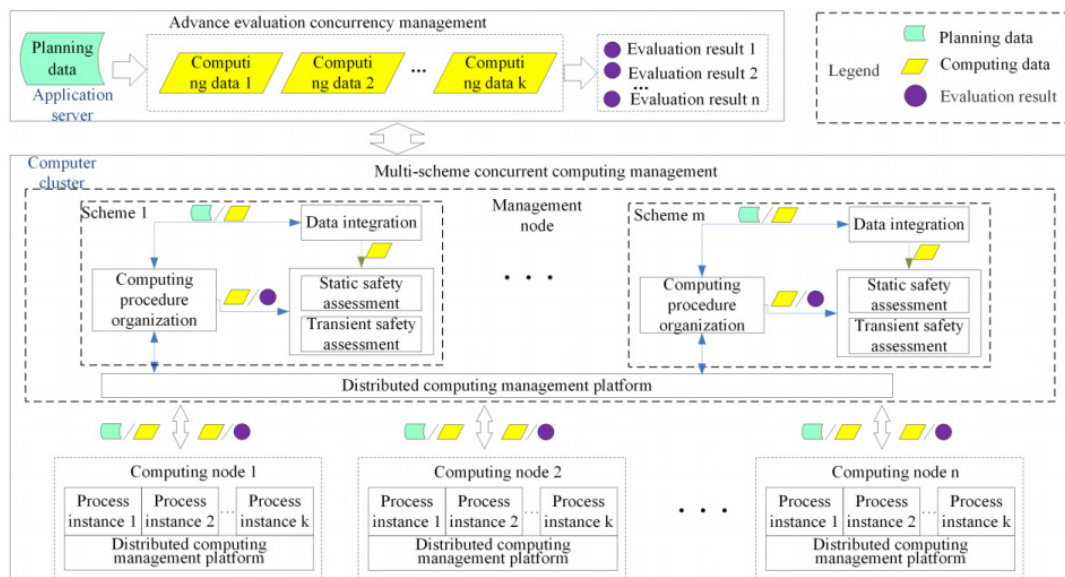 Advance evaluation concurrency management
Planning
data
Application
server
Computi
ng data 1
Computi
ng data 2
...
Computi
ng data k
Evaluation result 1
Evaluation result 2
...
Evaluation result n
Legend
Planning data
Computing data
Evaluation result
Computer
cluster
Multi-scheme concurrent computing management
Scheme 1
/
Data integration
Computing
procedure
organization
/
Static safety
assessment
Transient safety
assessment
Management
node
. . .
Scheme m
/
Data integration
Computing
procedure
organization
/
Static safety
assessment
Transient safety
assessment
Distributed computing management platform
/ /
/ /
/ /
Computing node 1
Process
instance 1
Process
instance 2
...
Process
instance k
Distributed computing
management platform
Computing node 2
Process
instance 1
Process
instance 2
...
Process
instance k
Distributed computing
management platform
. . .
Computing node n
Process
instance 1
Process
instance 2
...
Process
instance k
Distributed computing
management platform